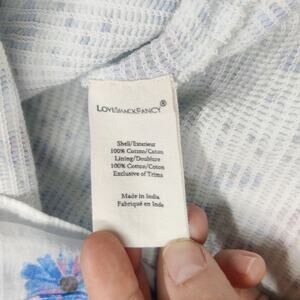 LOVESHACKFANCY®
Shell/Exterieur
100% Cotton/Coton
Lining/Doublure
100% Cotton/Coton
Exclusive of Trims
Made in India
Fabriqué en Inde